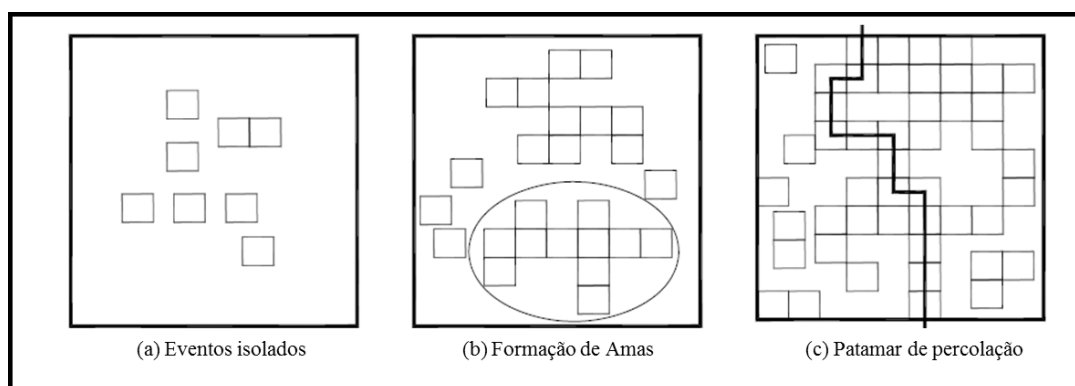 (a) Eventos isolados
(b) Formação de Amas
(c) Patamar de percolação